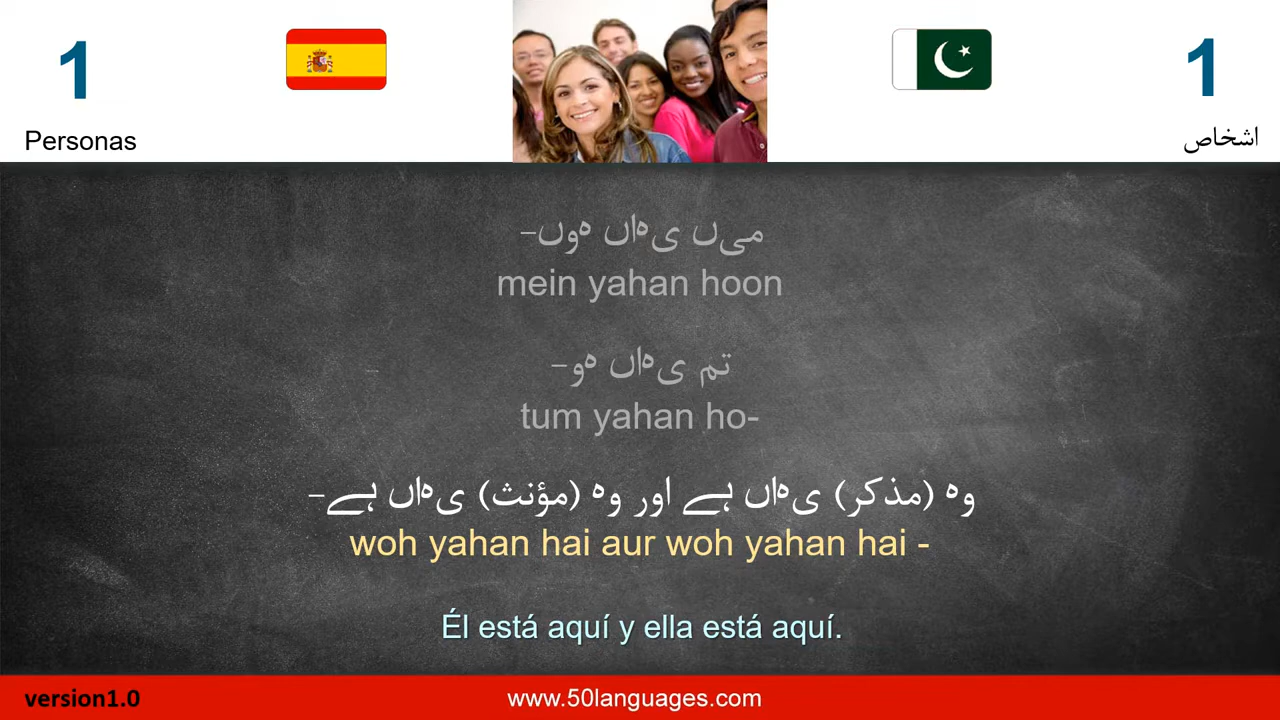 1
Personas
1
اشخاص
میں یہاں ہوں-
mein yahan hoon
تم یہاں ہو-
tum yahan ho-
وہ (مذکر) یہاں ہے اور وہ (مؤنث) یہاں ہے-
woh yahan hai aur woh yahan hai -
Él está aquí y ella está aquí.
version1.0
www.50languages.com